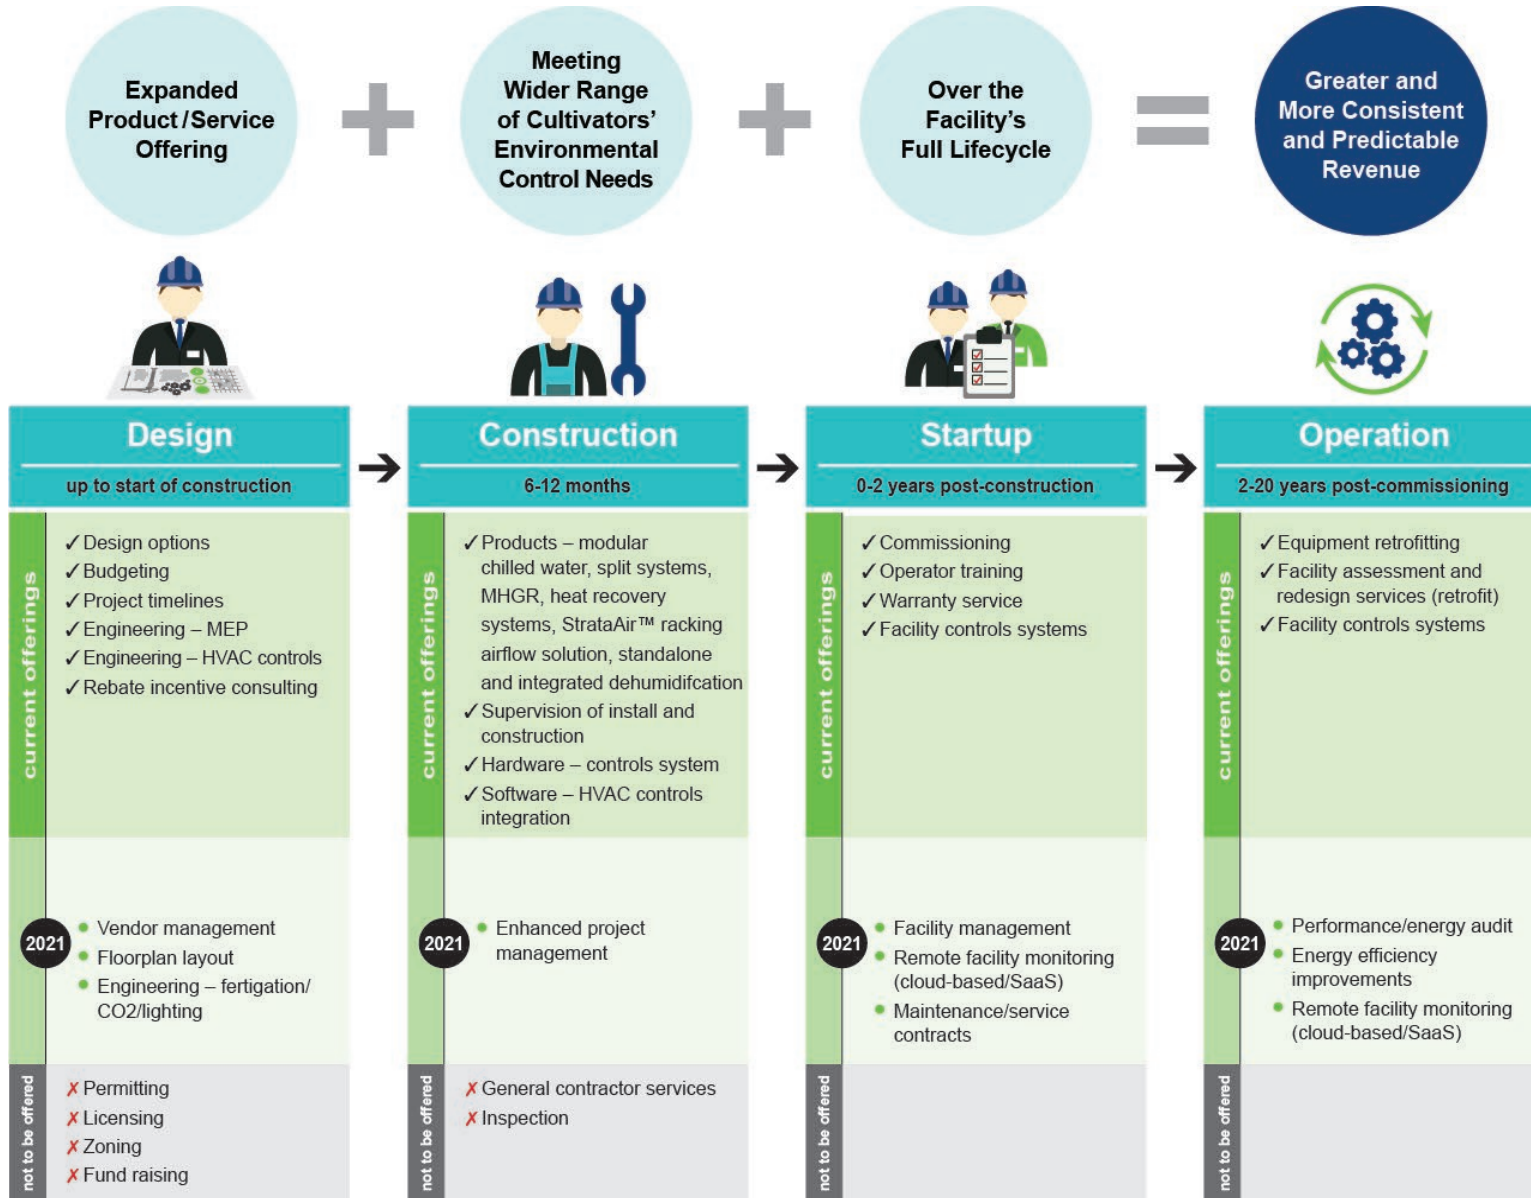 Expanded
Product/Service
Offering
+
Meeting
Wider Range
of Cultivators’
Environmental
Control Needs
+
Over the
Facility’s
Full Lifecycle
=
Greater and
More Consistent
and Predictable
Revenue
Design
up to start of construction
current offerings
✓Design options
✓Budgeting
✓Project timelines
✓Engineering – MEP
✓Engineering – HVAC controls
✓Rebate incentive consulting
2021
Vendor management
Floorplan layout
Engineering – fertigation/
CO2/lighting
not to be offered
✗Permitting
✗Licensing
✗Zoning
✗Fund raising
Construction
6-12 months
current offerings
✓Products – modular
chilled water, split systems,
MHGR, heat recovery
systems, StrataAir™ racking
airflow solution, standalone
and integrated dehumidifcation
✓Supervision of install and
construction
✓Hardware – controls system
✓Software – HVAC controls
integration
2021
Enhanced project
management
not to be offered
✗General contractor services
✗Inspection
Startup
0-2 years post-construction
current offerings
✓Commissioning
✓Operator training
✓Warranty service
✓Facility controls systems
2021
Facility management
Remote facility monitoring
(cloud-based/SaaS)
Maintenance/service
contracts
not to be offered
Operation
2-20 years post-commissioning
current offerings
✓Equipment retrofitting
✓Facility assessment and
redesign services (retrofit)
✓Facility controls systems
2021
Performance/energy audit
Energy efficiency
improvements
Remote facility monitoring
(cloud-based/SaaS)
not to be offered